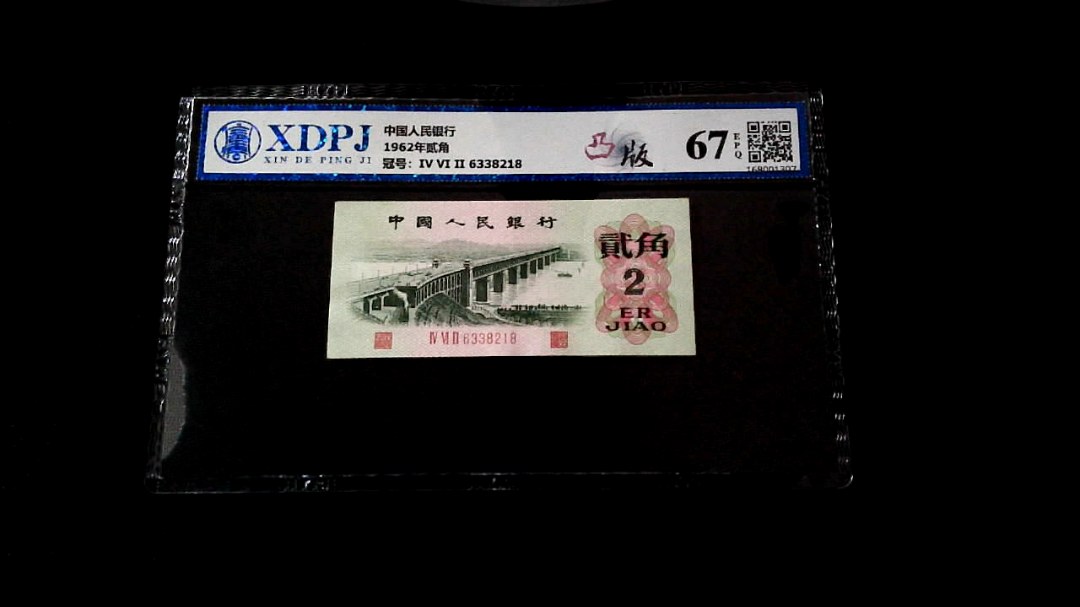 XDPJ
XIN DE PING JI
中国人民银行
1962年贰角
冠号：IV VI II 6338218
凸版
67
EPQ
中國人民銀行
貳角
2
ER
JIAO
IV VI II 6338218